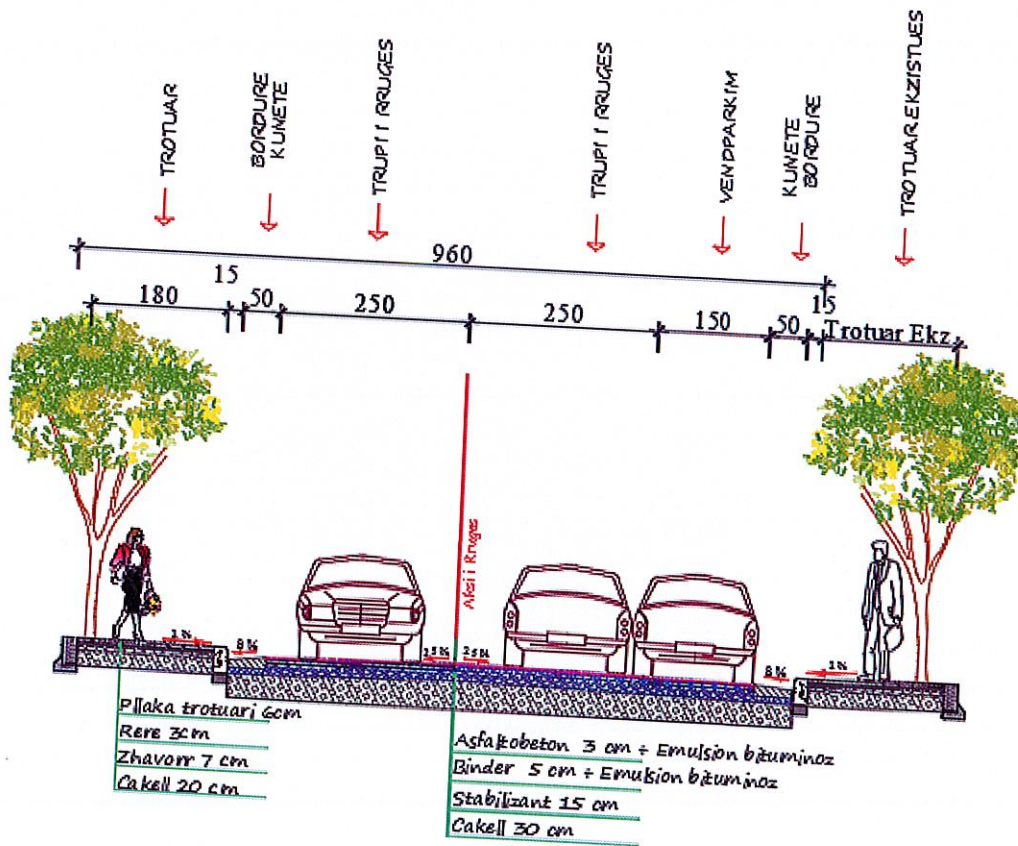 TROTUAR
BORDURE
KUNETE
TRUPI I RRUGES
TRUPI I RRUGES
VENDPARKIM
KUNETE
BORDURE
TROTUAR EKZISTUES
960
15
15
180
50
250
250
150
50
Trotuar Ekz
Aksi i Rruges
1%
8%
2.5%
2.5%
8%
1%
Pllaka trotuari 6cm
Rere 3cm
Zhavorr 7 cm
Cakell 20 cm
Asfaltobeton 3 cm + Emulsion bituminoz
Binder 5 cm + Emulsion bituminoz
Stabilizant 15 cm
Cakell 30 cm